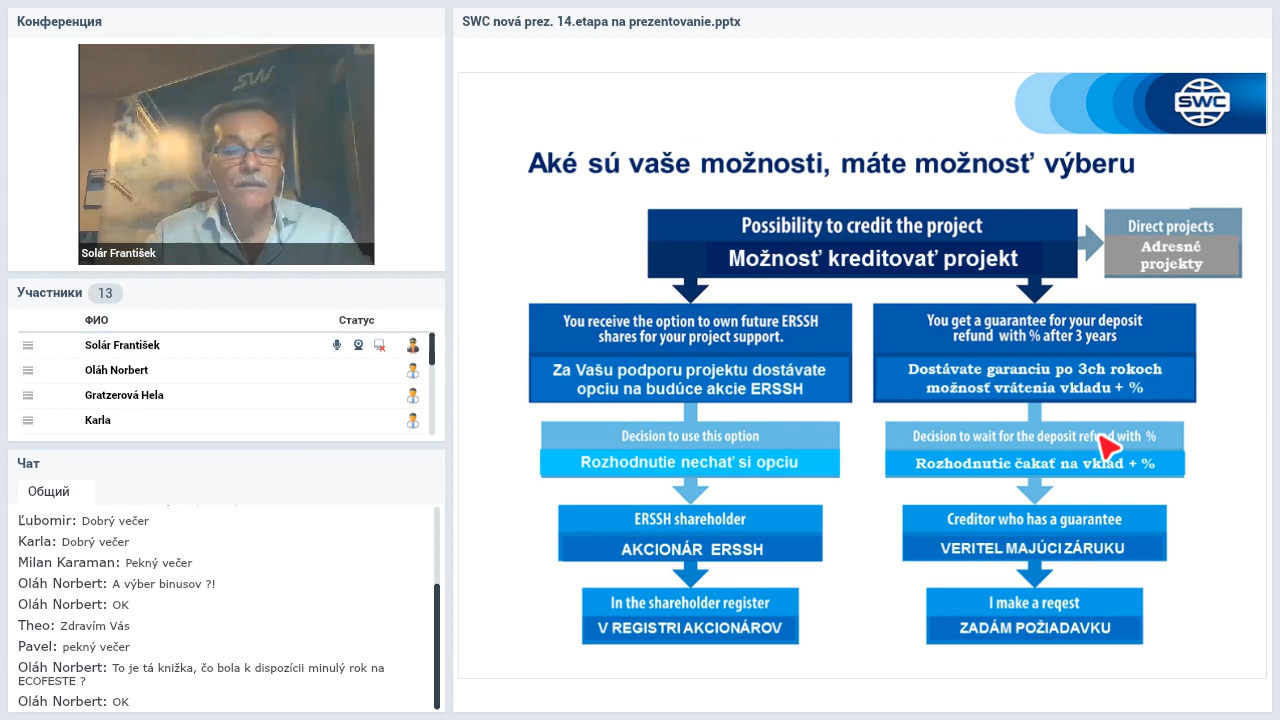 Конференция
SW
Solár František
Участники 13
ФИО Статус
Solár František
Oláh Norbert
Gratzerová Hela
Karla
Чат
Общий
Ľubomir: Dobrý večer
Karla: Dobrý večer
Milan Karaman: Pekný večer
Oláh Norbert: A výber binusov ?!
Oláh Norbert: OK
Theo: Zdravím Vás
Pavel: pekný večer
Oláh Norbert: To je tá knižka, čo bola k dispozícii minulý rok na
ECOFESTE ?
Oláh Norbert: OK
SWC nová prez. 14.etapa na prezentovanie.pptx
SWC
Aké sú vaše možnosti, máte možnosť výberu
Possibility to credit the project
Možnosť kreditovať projekt
Direct projects
Adresné
projekty
You receive the option to own future ERSSH
shares for your project support.
Za Vašu podporu projektu dostávate
opciu na budúce akcie ERSSH
Decision to use this option
Rozhodnutie nechať si opciu
ERSSH shareholder
AKCIONÁR ERSSH
In the shareholder register
V REGISTRI AKCIONÁROV
You get a guarantee for your deposit
refund with % after 3 years
Dostávate garanciu po 3ch rokoch
možnosť vrátenia vkladu + %
Decision to wait for the deposit refund with %
Rozhodnutie čakať na vklad + %
Creditor who has a guarantee
VERITEL MAJÚCI ZÁRUKU
I make a reqest
ZADÁM POŽIADAVKU